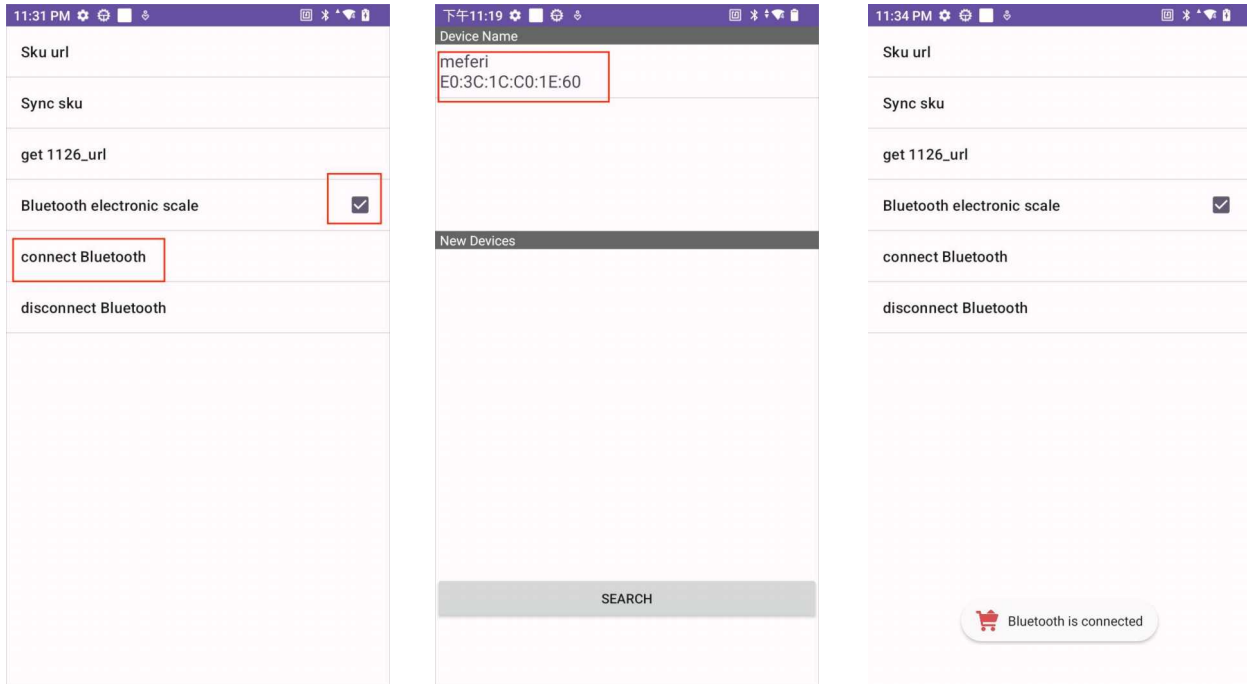 11:31 PM
Sku url
Sync sku
get 1126_url
Bluetooth electronic scale
connect Bluetooth
disconnect Bluetooth
下午11:19
Device Name
meferi
E0:3C:1C:C0:1E:60
New Devices
SEARCH
11:34 PM
Sku url
Sync sku
get 1126_url
Bluetooth electronic scale
connect Bluetooth
disconnect Bluetooth
Bluetooth is connected